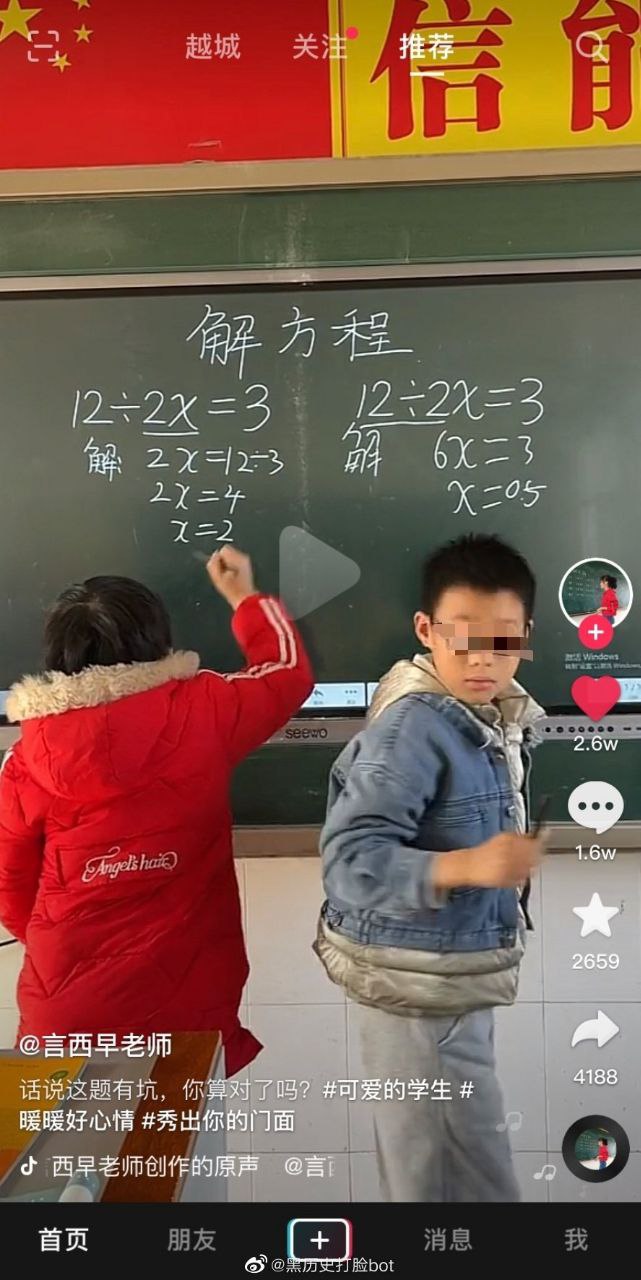 越城 关注 推荐
信能
解方程
12÷2x=3 12÷2x=3
解: 2x=12÷3 解 6x=3
2x=4 x=0.5
x=2
激活 Windows
seewo
2.6w
Angel's hair
1.6w
2659
@言西早老师
4188
话说这题有坑，你算对了吗？#可爱的学生 #
暖暖好心情 #秀出你的门面
西早老师创作的原声 @言
首页 朋友 消息 我
@黑历史打脸bot